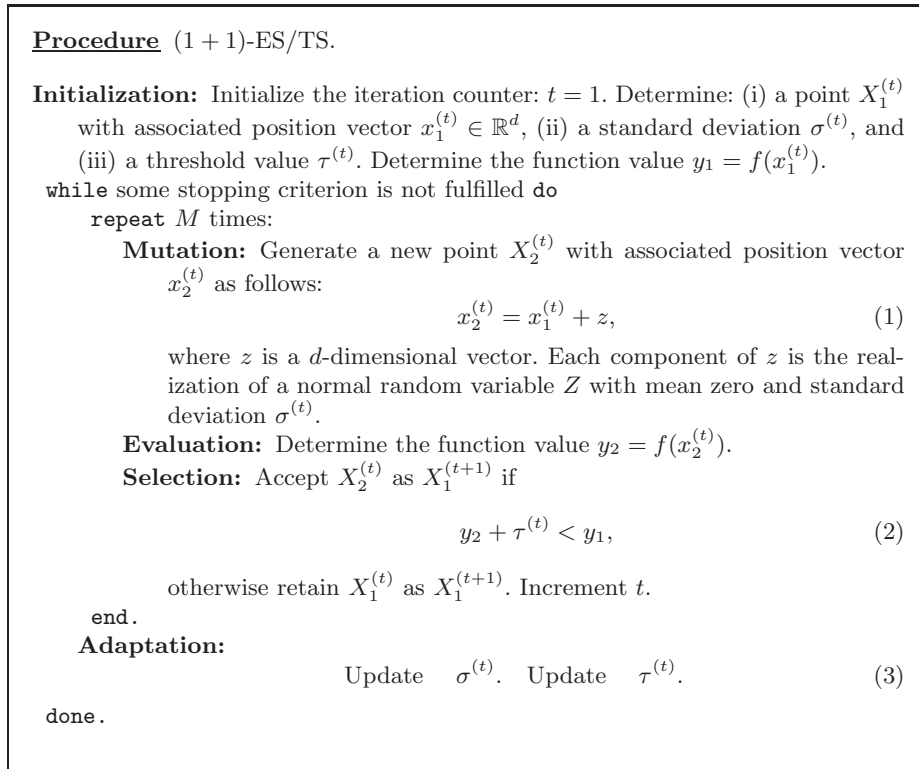 Procedure (1 + 1)-ES/TS.
Initialization: Initialize the iteration counter: t = 1. Determine: (i) a point X_1^{(t)}
with associated position vector x_1^{(t)} ∈ ℝ^d, (ii) a standard deviation σ^{(t)}, and
(iii) a threshold value τ^{(t)}. Determine the function value y_1 = f(x_1^{(t)}).
while some stopping criterion is not fulfilled do
repeat M times:
Mutation: Generate a new point X_2^{(t)} with associated position vector
x_2^{(t)} as follows:
x_2^{(t)} = x_1^{(t)} + z, (1)
where z is a d-dimensional vector. Each component of z is the real-
ization of a normal random variable Z with mean zero and standard
deviation σ^{(t)}.
Evaluation: Determine the function value y_2 = f(x_2^{(t)}).
Selection: Accept X_2^{(t)} as X_1^{(t+1)} if
y_2 + τ^{(t)} < y_1, (2)
otherwise retain X_1^{(t)} as X_1^{(t+1)}. Increment t.
end.
Adaptation:
Update σ^{(t)}. Update τ^{(t)}. (3)
done.